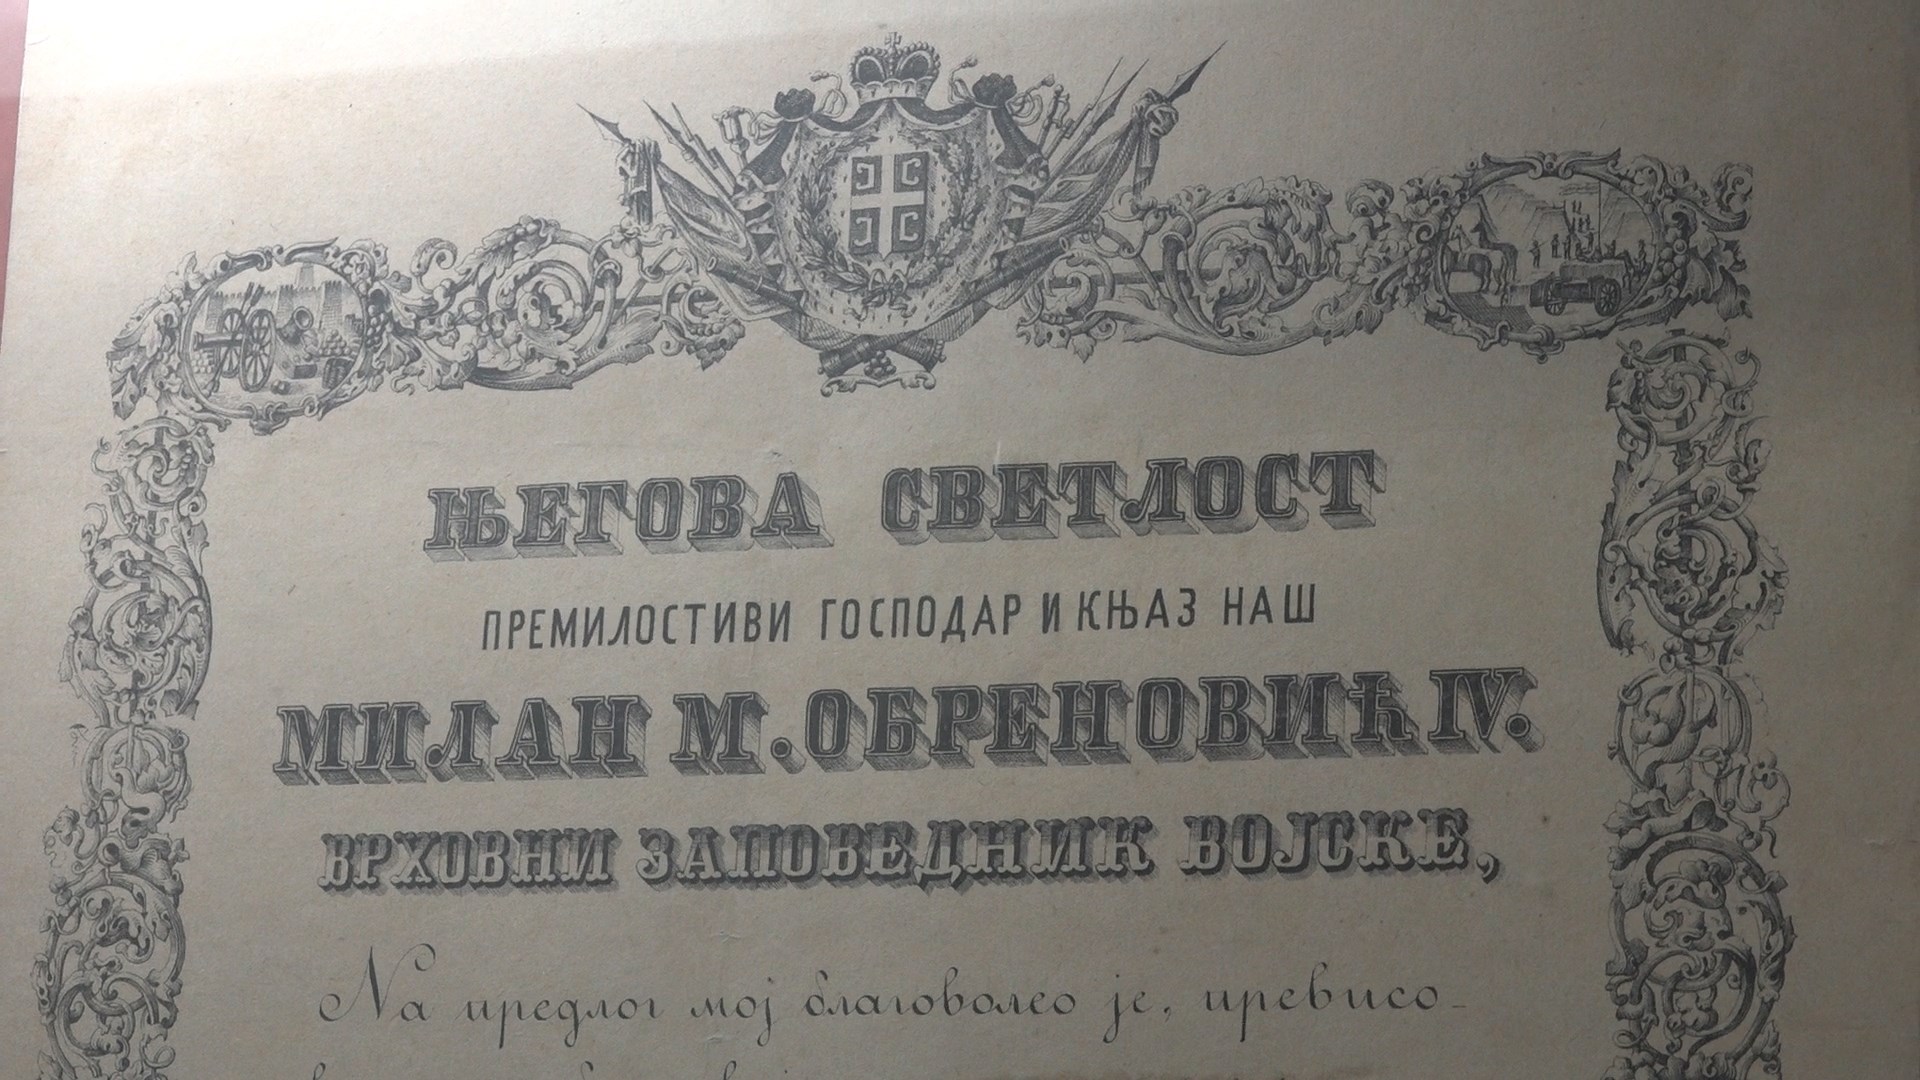 ЊЕГОВА СВЕТЛОСТ
ПРЕМИЛОСТИВИ ГОСПОДАР И КЊАЗ НАШ
МИЛАН М. ОБРЕНОВИЋ IV.
ВРХОВНИ ЗАПОВЕДНИК ВОЈСКЕ,
На предлог мој благоволео је, превисо-